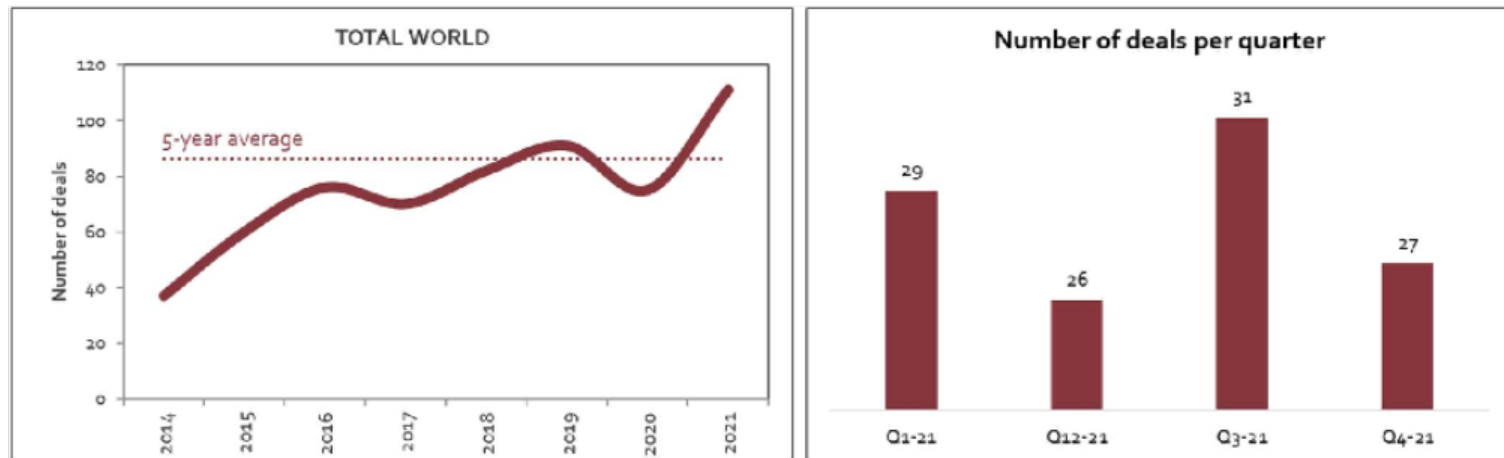 TOTAL WORLD
120
100
80
60
40
20
0
Number of deals
5-year average
2014
2015
2016
2017
2018
2019
2020
2021
Number of deals per quarter
29
26
31
27
Q1-21
Q12-21
Q3-21
Q4-21